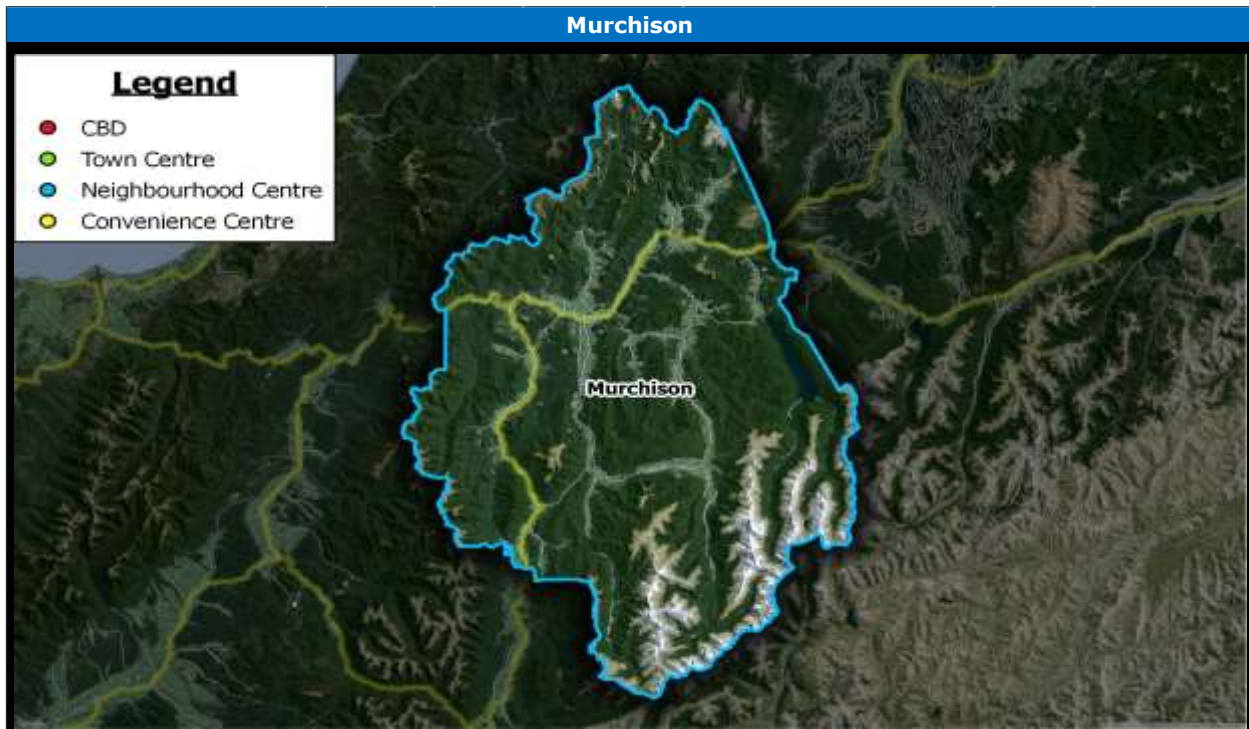 Murchison
Legend
CBD
Town Centre
Neighbourhood Centre
Convenience Centre
Murchison